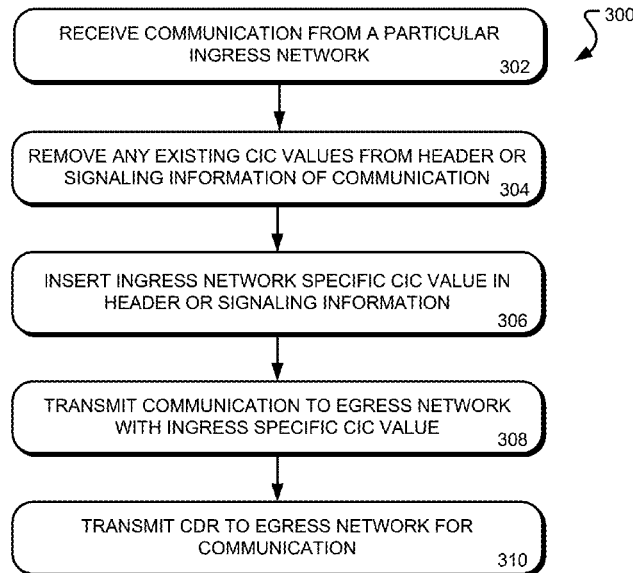 300
RECEIVE COMMUNICATION FROM A PARTICULAR
INGRESS NETWORK
302
REMOVE ANY EXISTING CIC VALUES FROM HEADER OR
SIGNALING INFORMATION OF COMMUNICATION
304
INSERT INGRESS NETWORK SPECIFIC CIC VALUE IN
HEADER OR SIGNALING INFORMATION
306
TRANSMIT COMMUNICATION TO EGRESS NETWORK
WITH INGRESS SPECIFIC CIC VALUE
308
TRANSMIT CDR TO EGRESS NETWORK FOR
COMMUNICATION
310